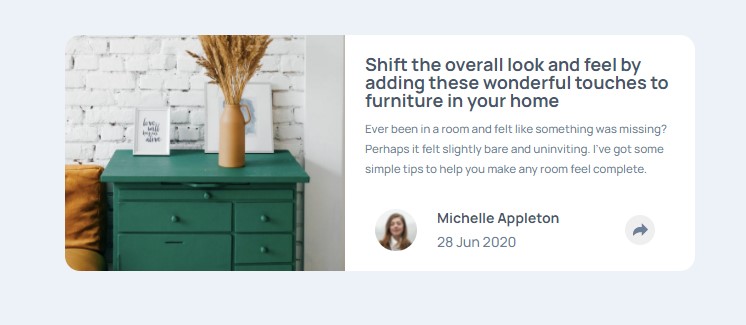 Shift the overall look and feel by
adding these wonderful touches to
furniture in your home
Ever been in a room and felt like something was missing?
Perhaps it felt slightly bare and uninviting. I've got some
simple tips to help you make any room feel complete.
Michelle Appleton
28 Jun 2020